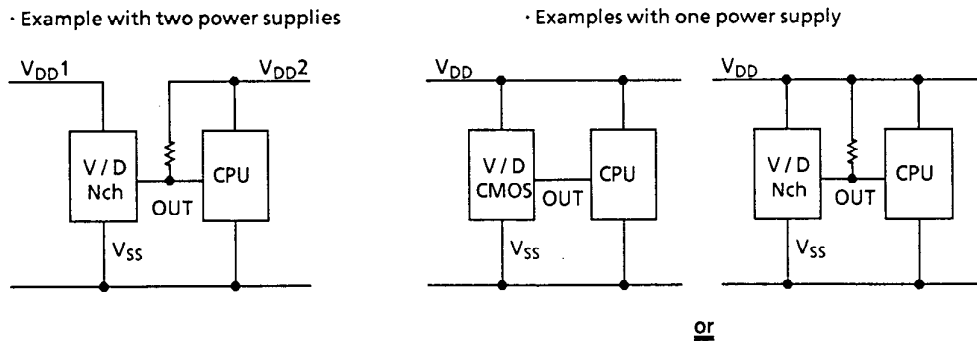 · Example with two power supplies
· Examples with one power supply
VDD1
VDD2
V / D
Nch
CPU
OUT
VSS
VDD
V / D
CMOS
CPU
OUT
VSS
VDD
V / D
Nch
CPU
OUT
VSS
or